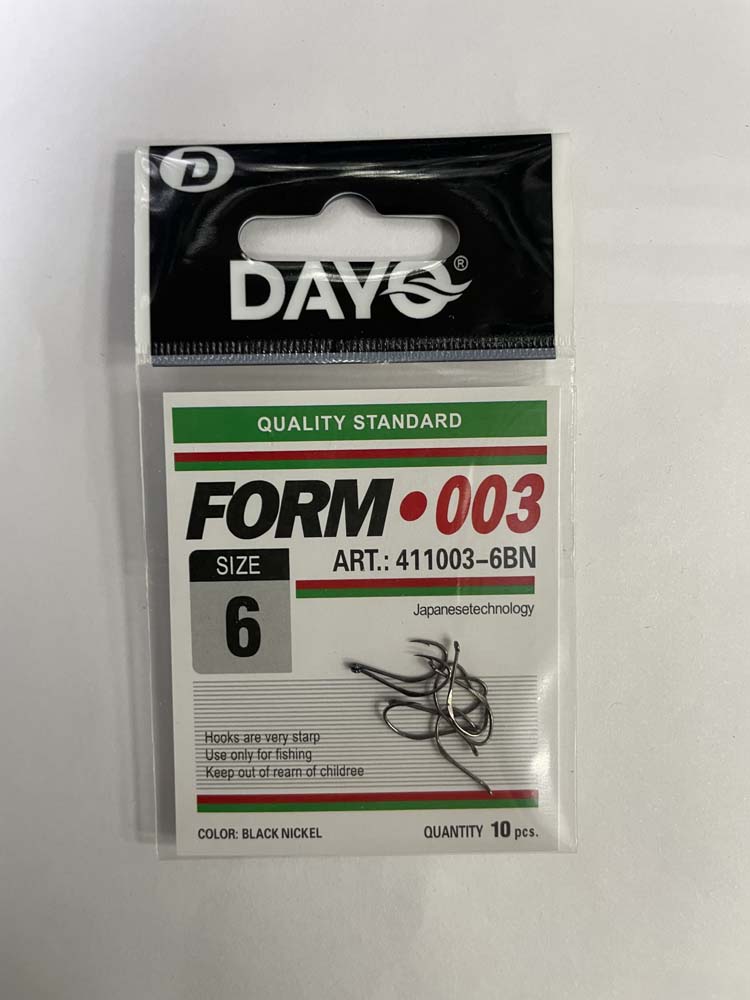 D
DAYO®
QUALITY STANDARD
FORM•003
SIZE
6
ART.: 411003-6BN
Japanesetechnology
Hooks are very starp
Use only for fishing
Keep out of rearn of childree
COLOR: BLACK NICKEL
QUANTITY 10 pcs.